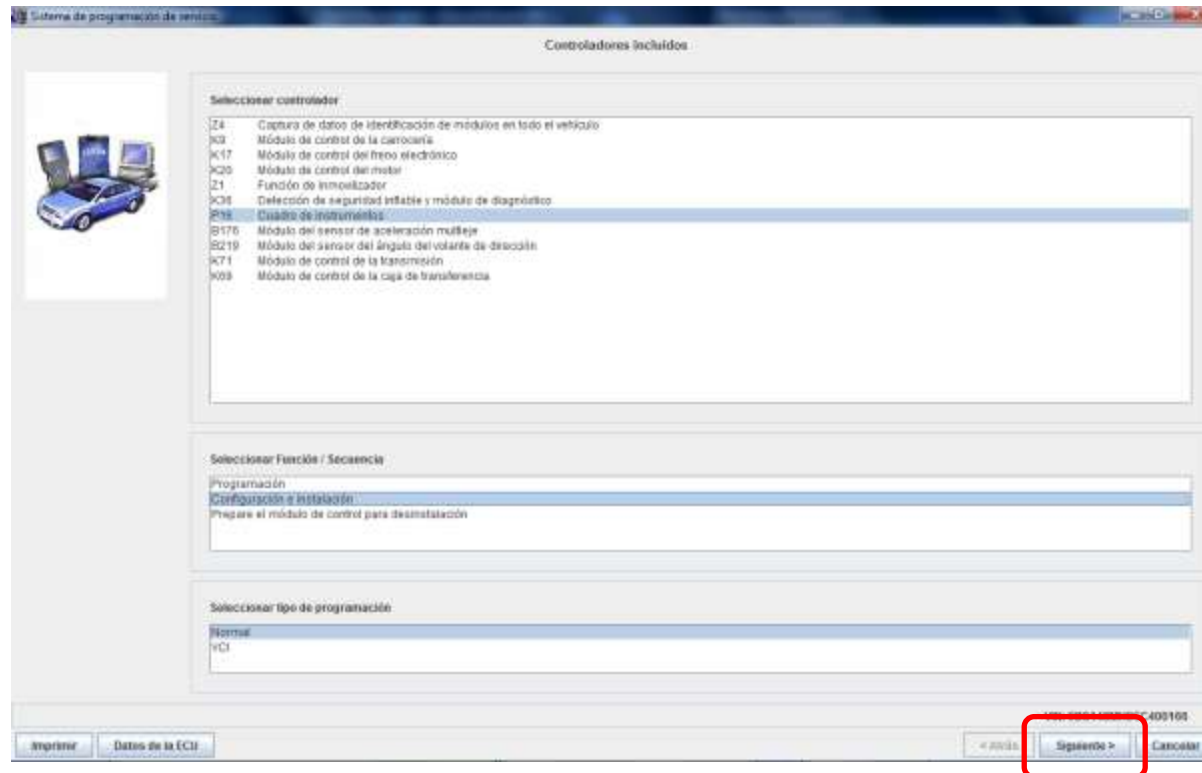 Sistema de programación de servicio
Controladores Incluidos
Seleccionar controlador
Z4 Captura de datos de identificación de módulos en todo el vehículo
K9 Módulo de control de la carrocería
K17 Módulo de control del freno electrónico
K20 Módulo de control del motor
Z1 Función de inmovilizador
K36 Detección de seguridad inflable y módulo de diagnóstico
P16 Cuadro de instrumentos
B176 Módulo del sensor de aceleración multieje
B219 Módulo del sensor del ángulo del volante de dirección
K71 Módulo de control de la transmisión
K69 Módulo de control de la caja de transferencia
Seleccionar Función / Secuencia
Programación
Configuración e instalación
Prepare el módulo de control para desinstalación
Seleccionar tipo de programación
Normal
VCI
Imprimir Datos de la ECU < Atrás Siguiente > Cancelar